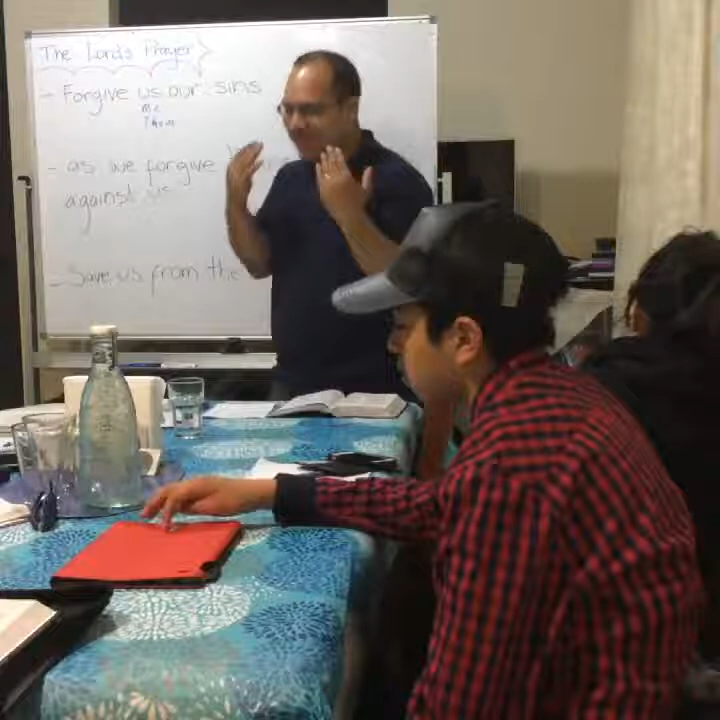 The Lord's Prayer
- Forgive us our sins
me
Them
- as we forgive
against us
- Save us from the